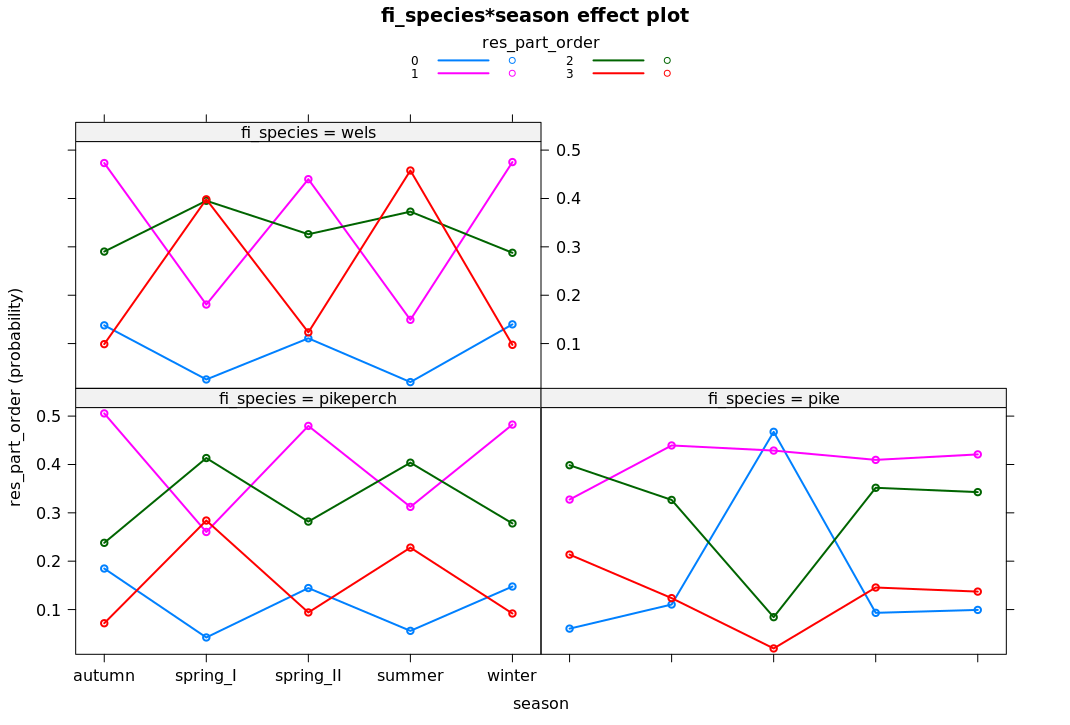 fi_species*season effect plot
res_part_order
0 2
1 3
fi_species = wels
0.5
0.4
0.3
0.2
0.1
fi_species = pikeperch
fi_species = pike
0.5
0.4
0.3
0.2
0.1
res_part_order (probability)
autumn spring_I spring_II summer winter
season